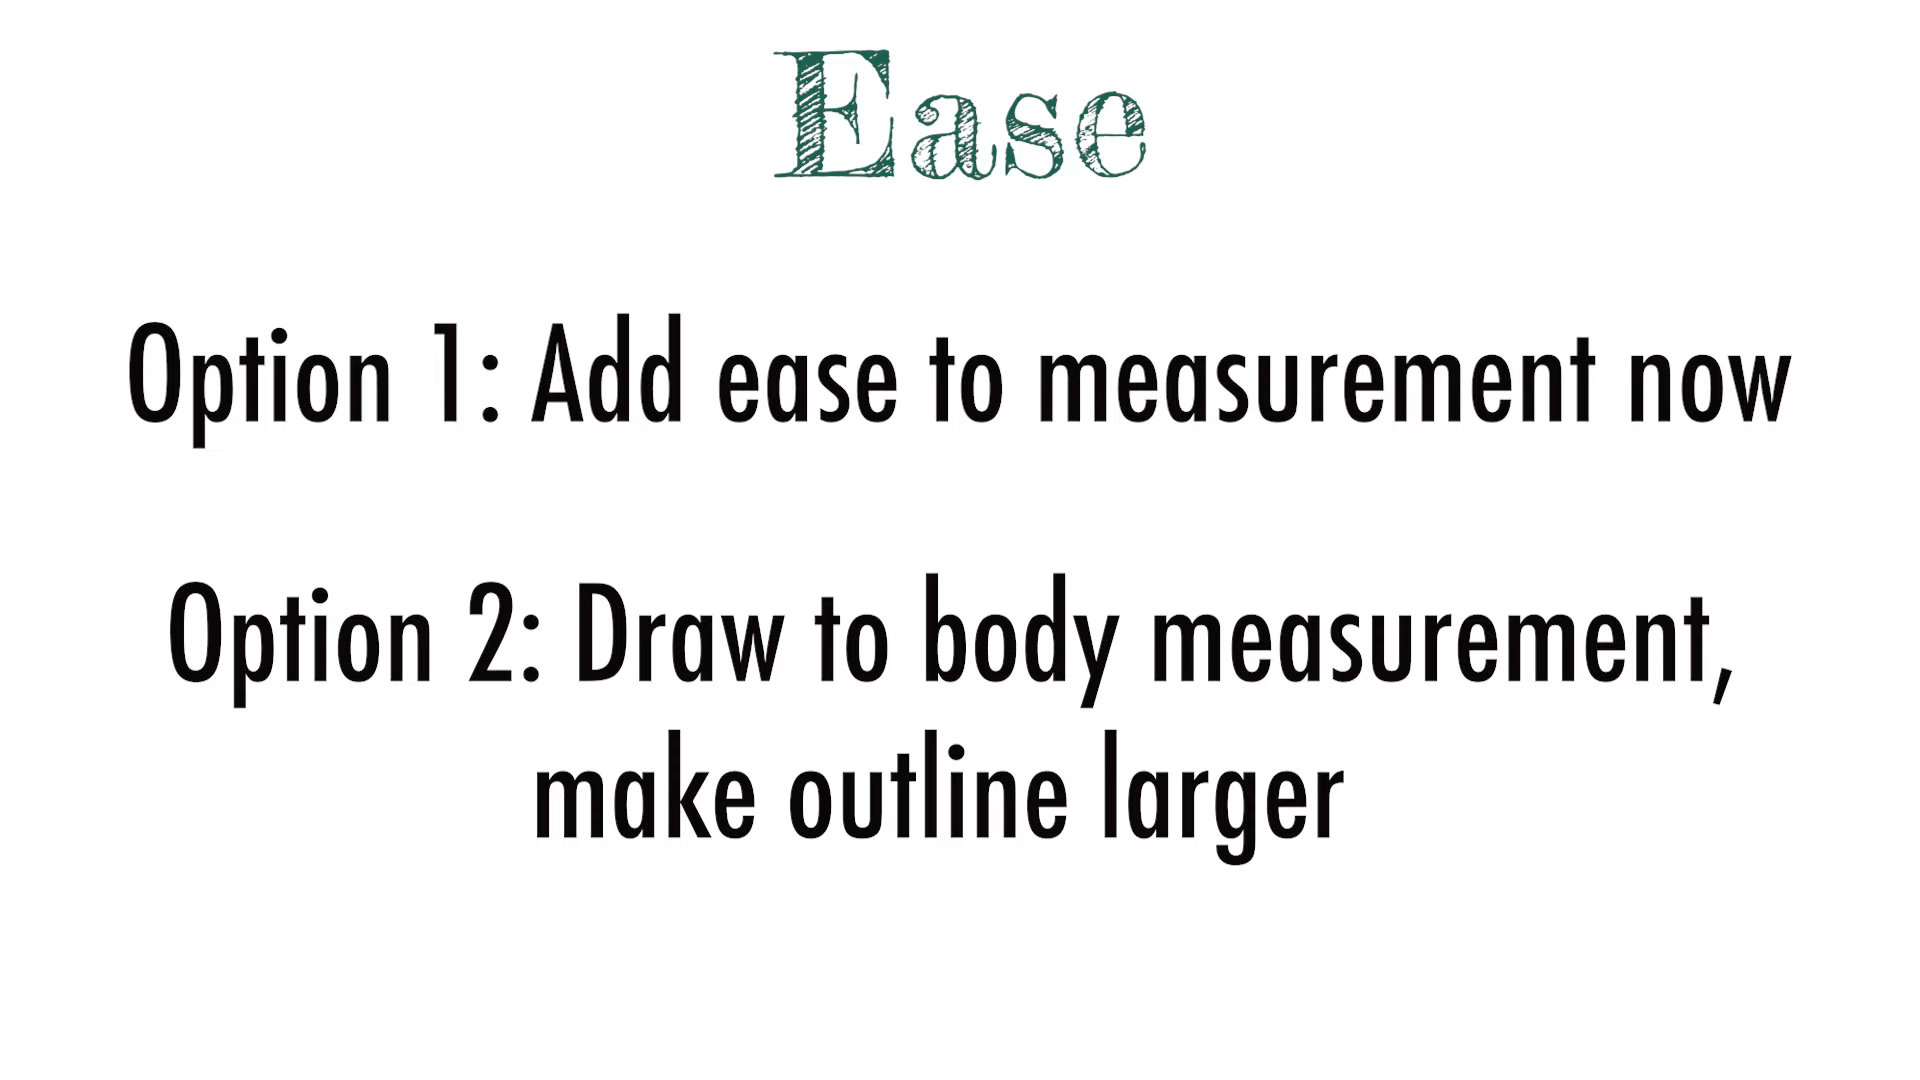 Ease
Option 1: Add ease to measurement now
Option 2: Draw to body measurement,
make outline larger